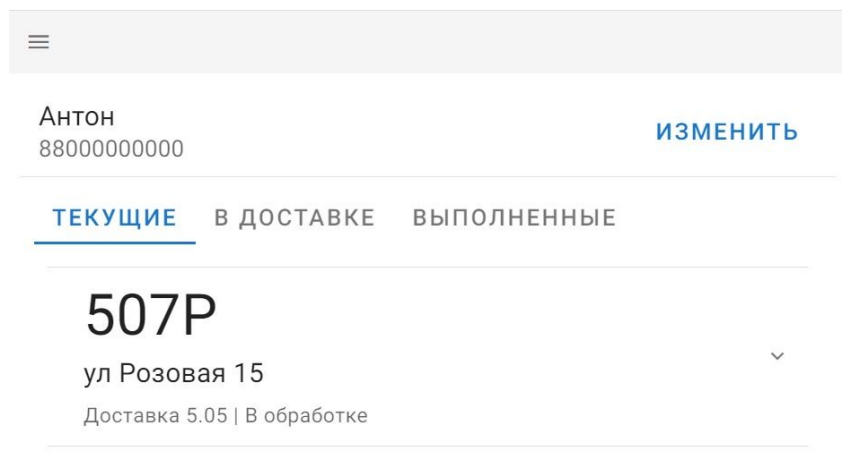 Антон
88000000000
ИЗМЕНИТЬ
ТЕКУЩИЕ В ДОСТАВКЕ ВЫПОЛНЕННЫЕ
507Р
ул Розовая 15
Доставка 5.05 | В обработке